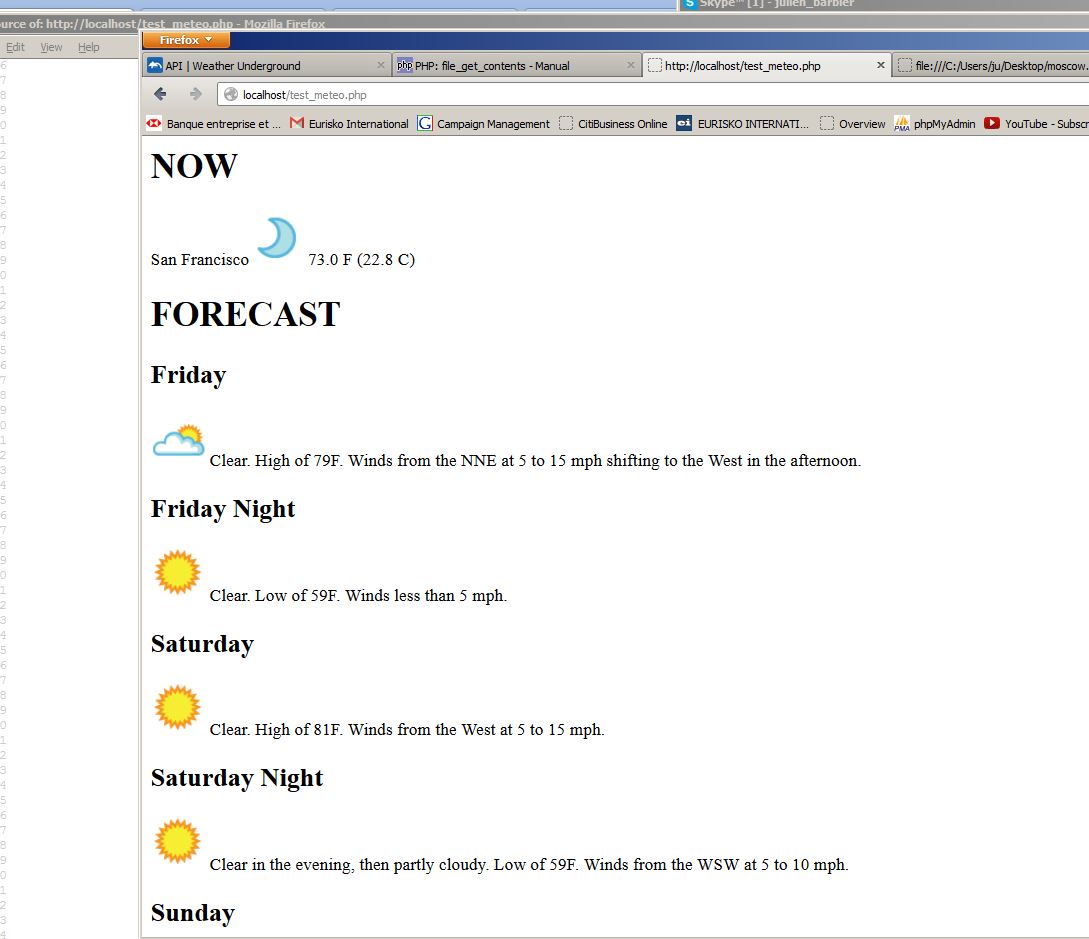 Skype™ [1] - julien_barbier
urce of: http://localhost/test_meteo.php - Mozilla Firefox
Edit View Help
Firefox
API | Weather Underground
PHP: file_get_contents - Manual
http://localhost/test_meteo.php
file:///C:/Users/ju/Desktop/moscow.
localhost/test_meteo.php
Banque entreprise et ... Eurisko International Campaign Management CitiBusiness Online EURISKO INTERNATI... Overview phpMyAdmin YouTube - Subscr
NOW
San Francisco 73.0 F (22.8 C)
FORECAST
Friday
Clear. High of 79F. Winds from the NNE at 5 to 15 mph shifting to the West in the afternoon.
Friday Night
Clear. Low of 59F. Winds less than 5 mph.
Saturday
Clear. High of 81F. Winds from the West at 5 to 15 mph.
Saturday Night
Clear in the evening, then partly cloudy. Low of 59F. Winds from the WSW at 5 to 10 mph.
Sunday